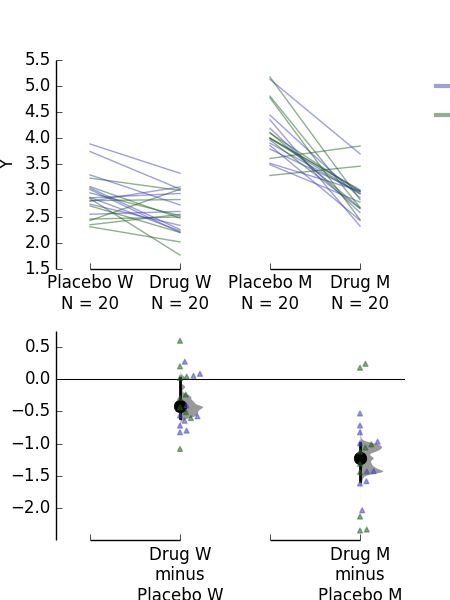 5.5
5.0
4.5
4.0
3.5
3.0
2.5
2.0
1.5
Y
Placebo W
N = 20
Drug W
N = 20
Placebo M
N = 20
Drug M
N = 20
0.5
0.0
−0.5
−1.0
−1.5
−2.0
Drug W
minus
Placebo W
Drug M
minus
Placebo M